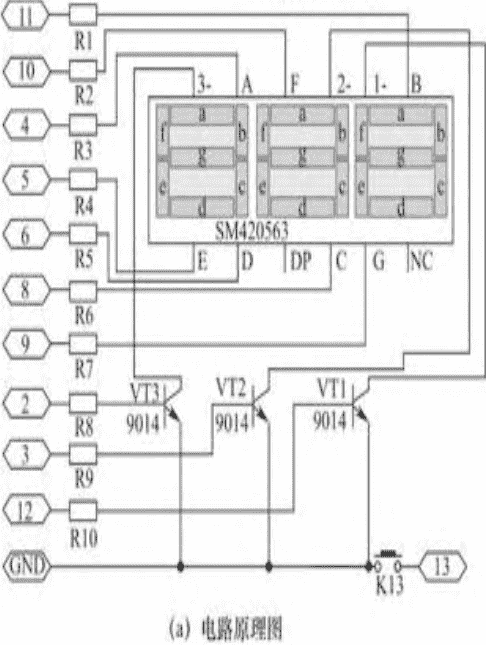 11
R1
10
R2
3- A F 2- 1- B
4
R3
a a a
f b f b f b
g g g
5
R4
e c e c e c
d d d
SM420563
6
R5
E D DP C G NC
8
R6
9
R7
VT3 VT2 VT1
9014 9014 9014
2
R8
3
R9
12
R10
GND
K13
13
(a) 电路原理图